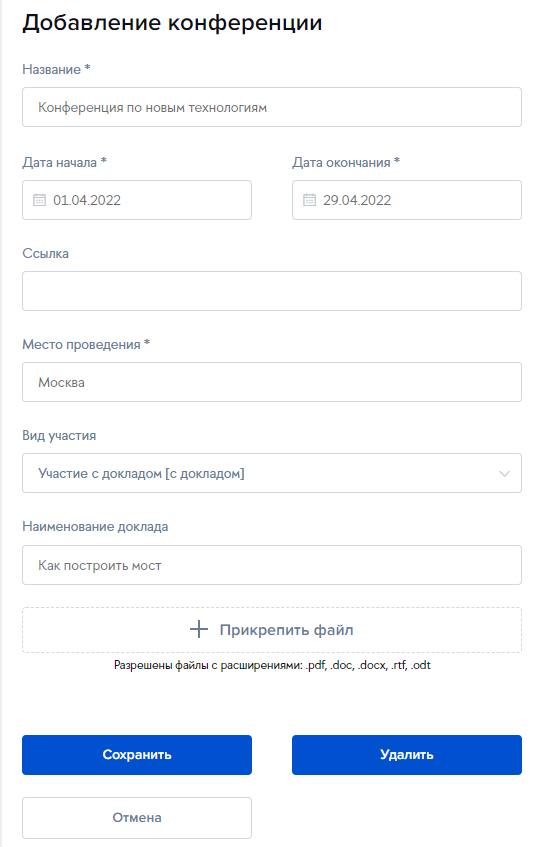 Добавление конференции
Название *
Конференция по новым технологиям
Дата начала * Дата окончания *
01.04.2022 29.04.2022
Ссылка
Место проведения *
Москва
Вид участия
Участие с докладом [с докладом]
Наименование доклада
Как построить мост
Прикрепить файл
Разрешены файлы с расширениями: .pdf, .doc, .docx, .rtf, .odt
Сохранить Удалить
Отмена